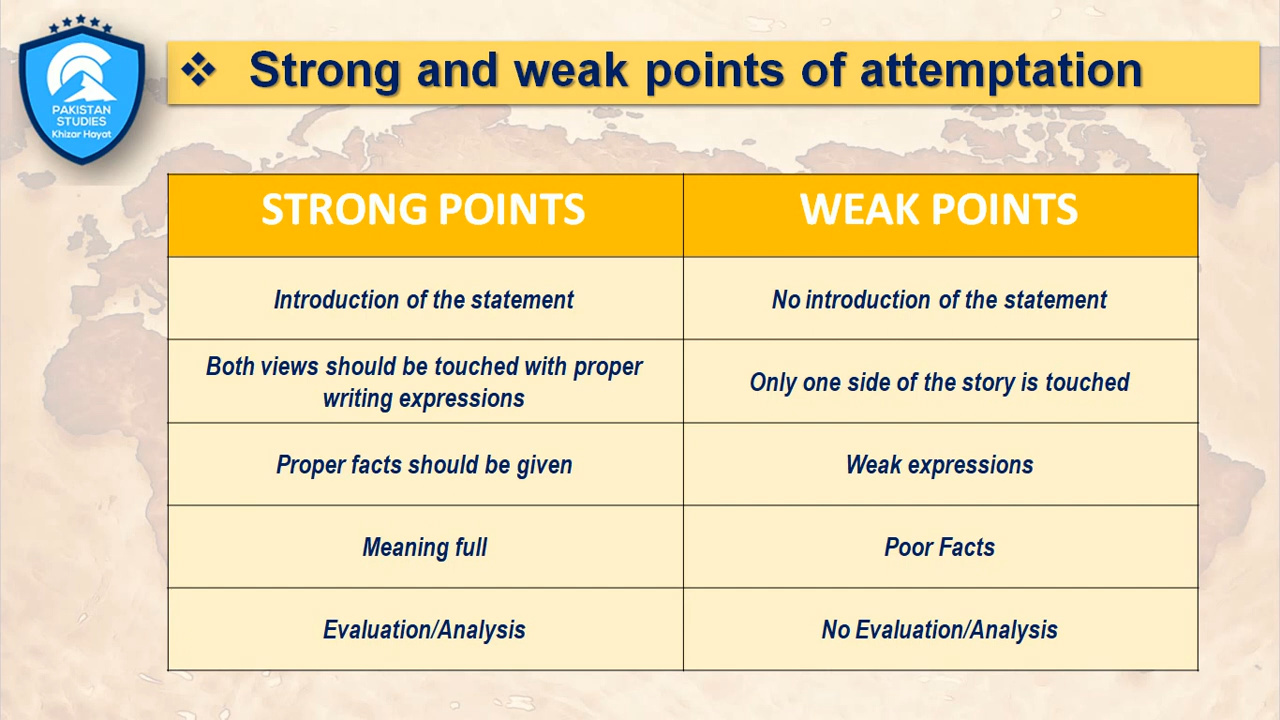 PAKISTAN
STUDIES
Khizar Hayat
❖ Strong and weak points of attemptation
STRONG POINTS
WEAK POINTS
Introduction of the statement
No introduction of the statement
Both views should be touched with proper
writing expressions
Only one side of the story is touched
Proper facts should be given
Weak expressions
Meaning full
Poor Facts
Evaluation/Analysis
No Evaluation/Analysis